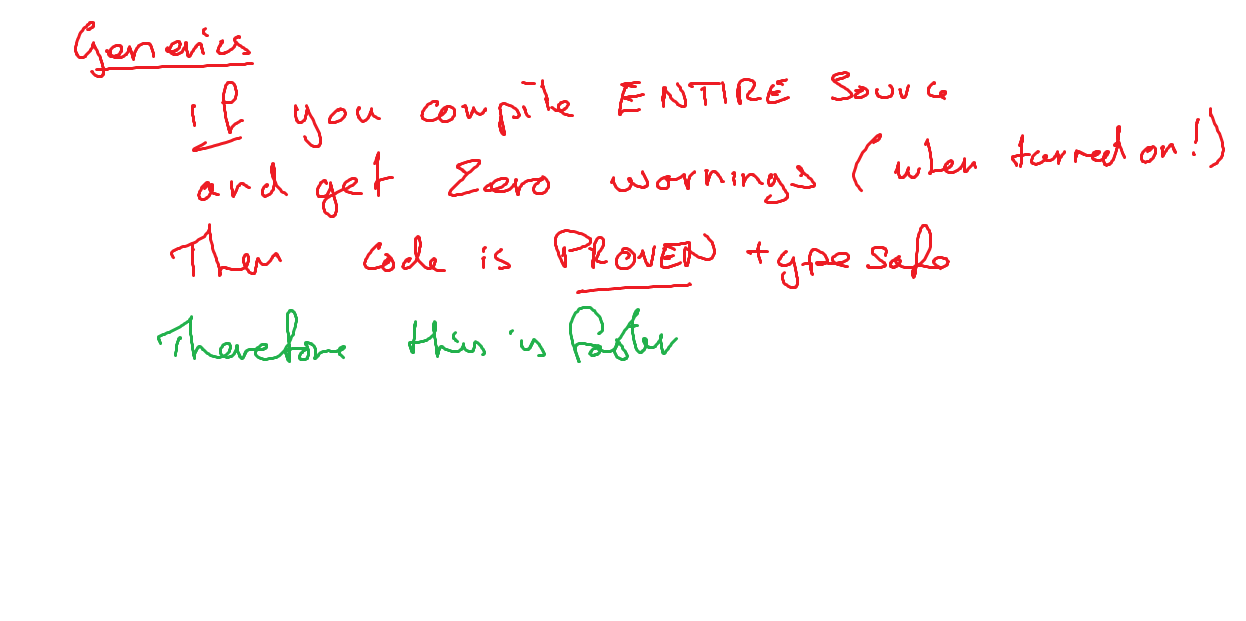 Generics
if you compile ENTIRE Source
and get Zero warnings (when turned on!)
Then code is PROVEN type safe
Therefore this is faster